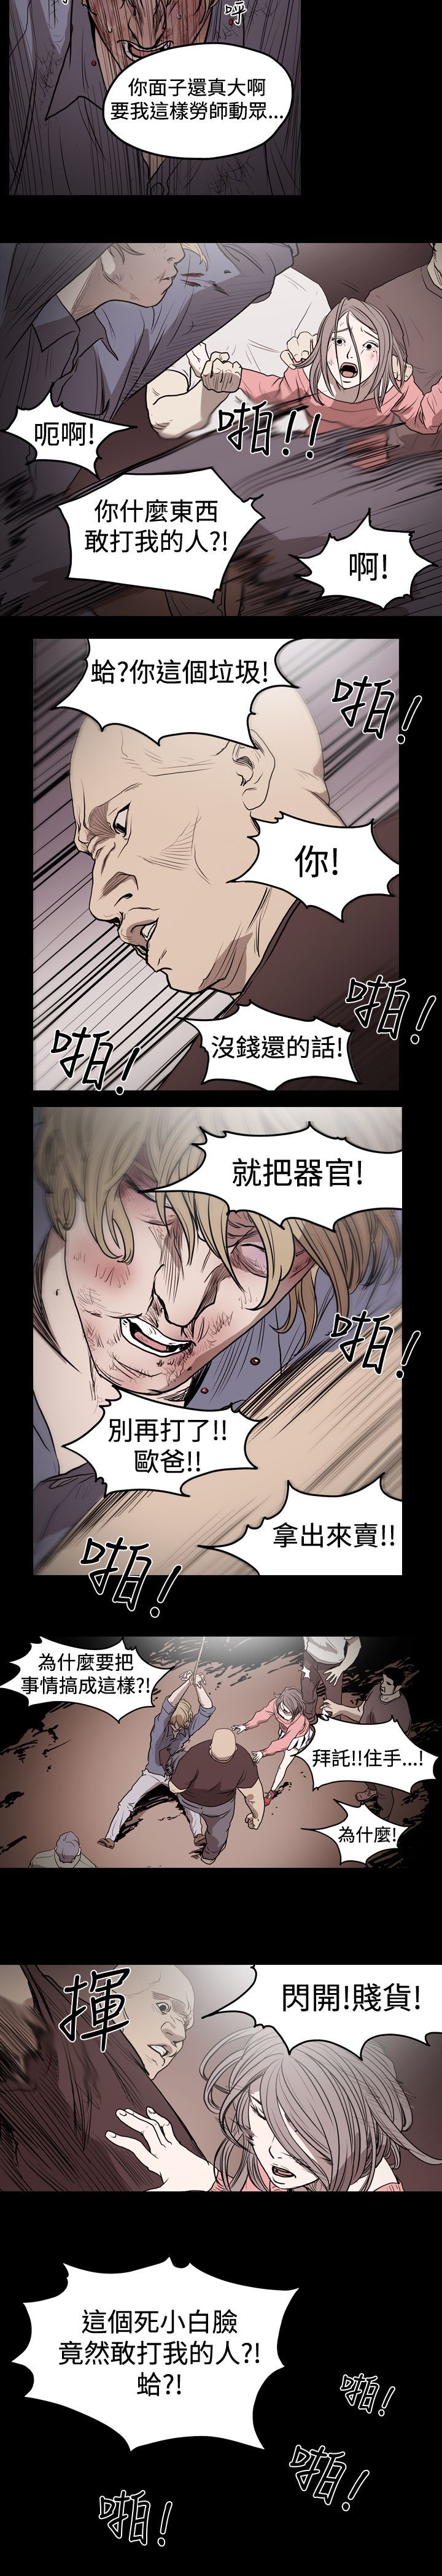 呼
你面子還真大啊
要我這樣勞師動眾...
啪!!
呃啊!
你什麼東西
敢打我的人?!
啊!
蛤?你這個垃圾!
啪!
你!
啪!
沒錢還的話!
啪!
就把器官!
啪!
別再打了!!
歐爸!!
拿出來賣!!
啪!
為什麼要把
事情搞成這樣?!
拜託!!住手...!
為什麼!
揮
閃開!賤貨!
這個死小白臉
竟然敢打我的人?!
蛤?!
啪!
啪!
啪!